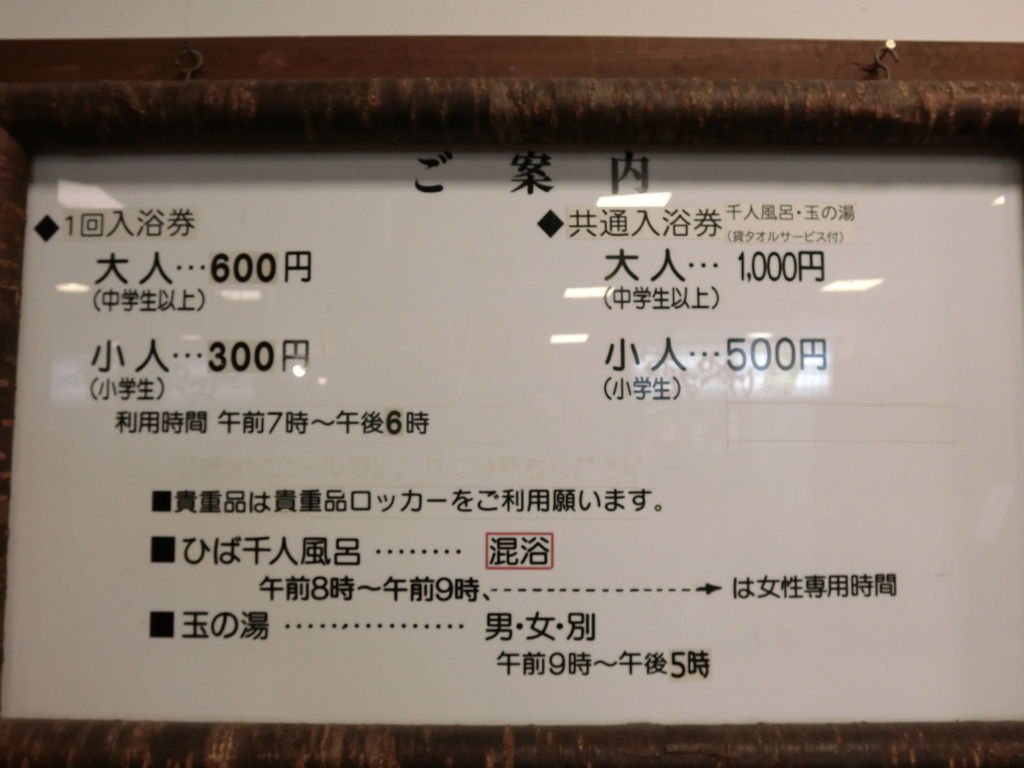 ご案内
◆1回入浴券
大人…600円
(中学生以上)
小人…300円
(小学生)
利用時間 午前7時～午後6時
◆共通入浴券 千人風呂・玉の湯
(貸タオルサービス付)
大人… 1,000円
(中学生以上)
小人…500円
(小学生)
■貴重品は貴重品ロッカーをご利用願います。
■ひば千人風呂 ‥‥‥‥ 混浴
午前8時～午前9時、--------→ は女性専用時間
■玉の湯 ‥‥‥‥‥‥‥‥ 男・女・別
午前9時～午後5時